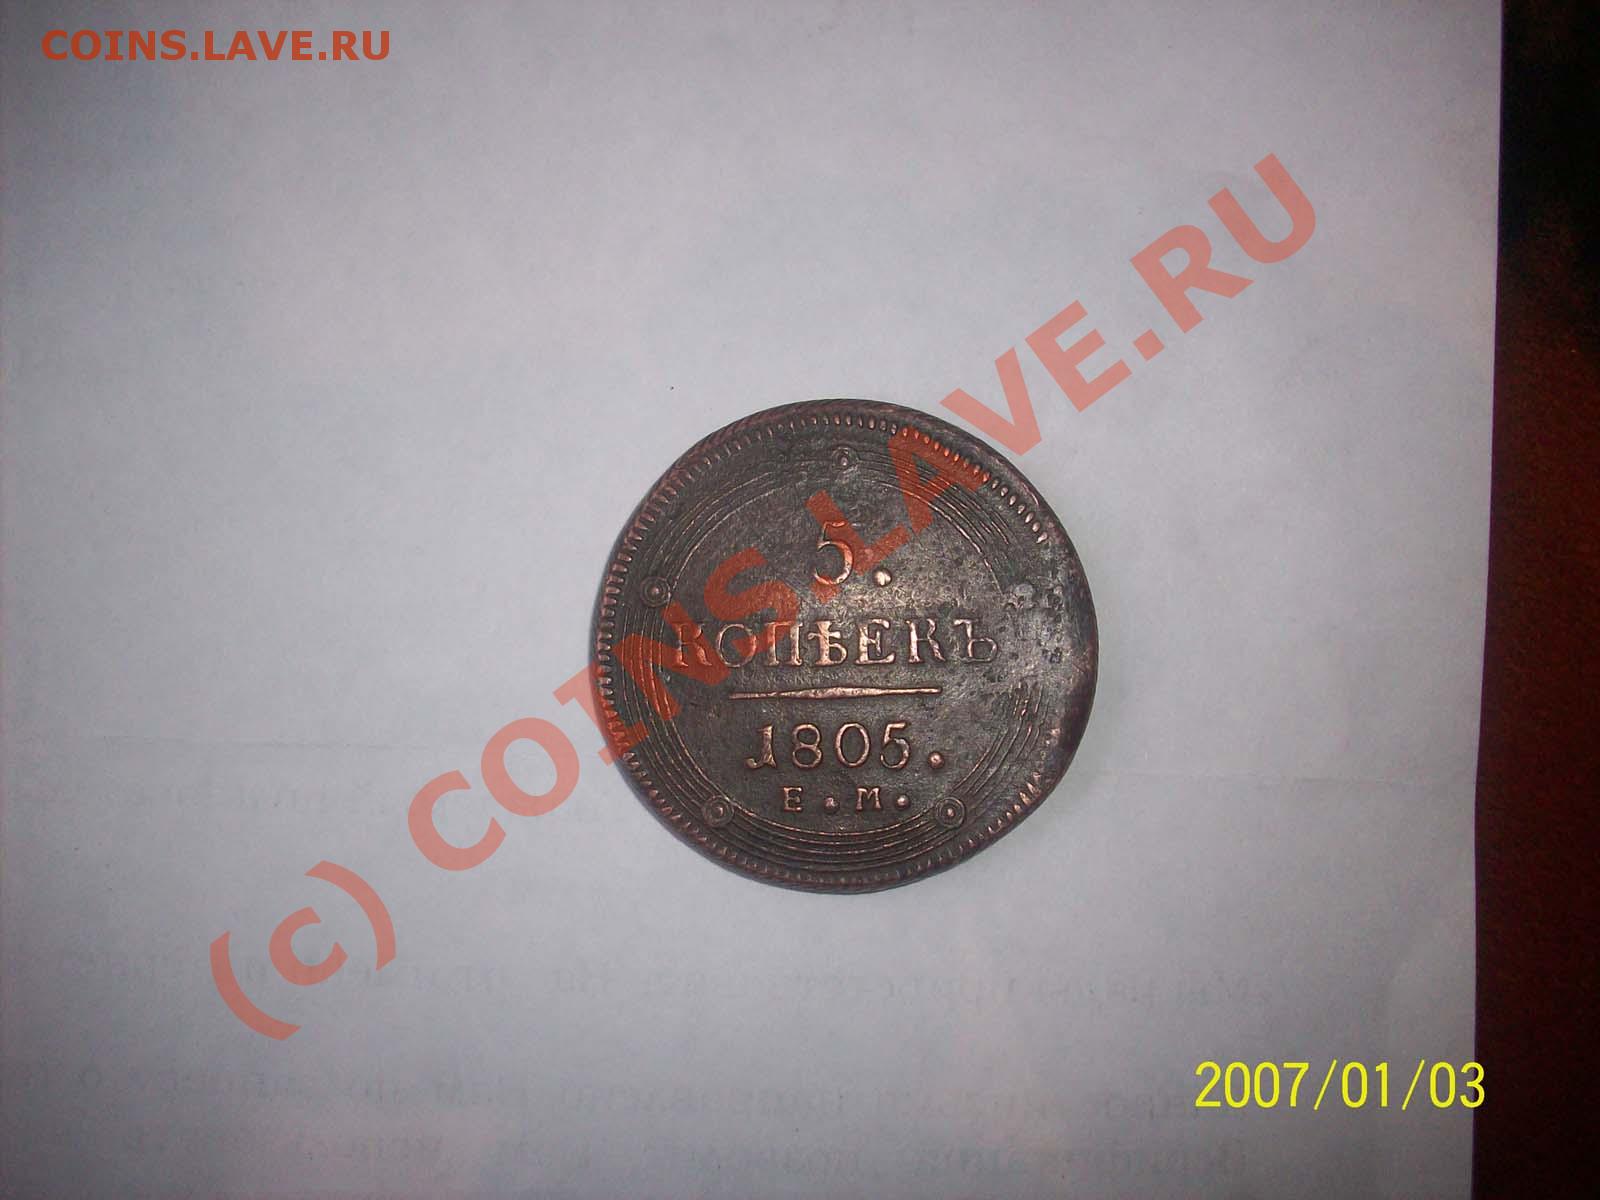 COINS.LAVE.RU
(c) COINS.LAVE.RU
5.
КОПѢЕКЪ
1805.
Е.М.
2007/01/03